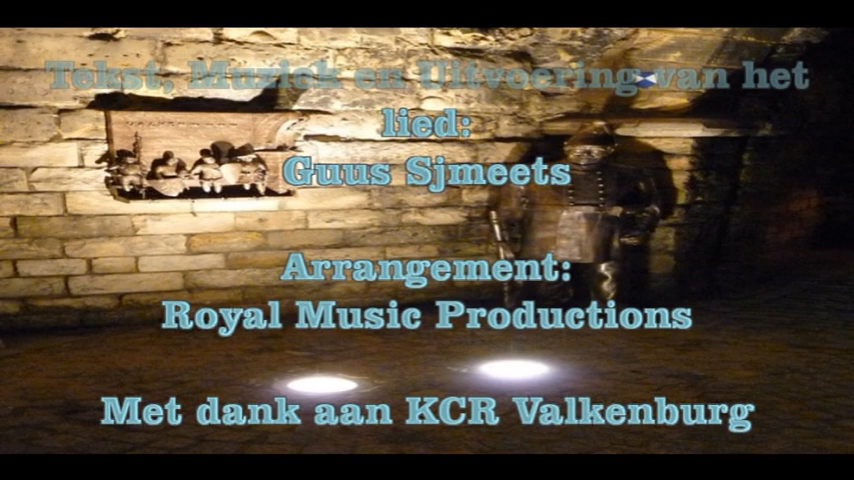 Tekst, Muziek en Uitvoering van het
lied:
Guus Sjmeets
Arrangement:
Royal Music Productions
Met dank aan KCR Valkenburg